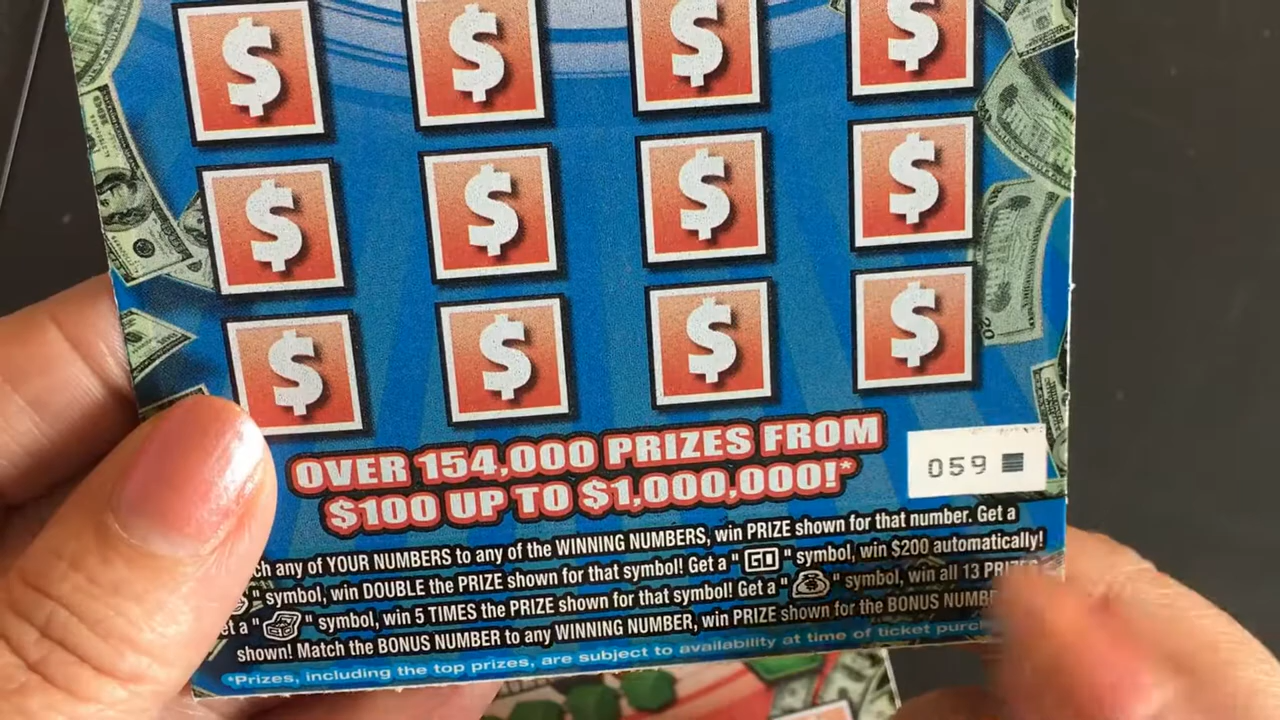 $ $ $ $
$ $ $ $
$ $ $ $
OVER 154,000 PRIZES FROM
$100 UP TO $1,000,000!*
059
any of YOUR NUMBERS to any of the WINNING NUMBERS, win PRIZE shown for that number. Get a
" symbol, win DOUBLE the PRIZE shown for that symbol! Get a " GO " symbol, win $200 automatically!
a " " symbol, win 5 TIMES the PRIZE shown for that symbol! Get a " " symbol, win all 13
shown! Match the BONUS NUMBER to any WINNING NUMBER, win PRIZE shown for the BONUS
*Prizes, including the top prizes, are subject to availability at time of ticket